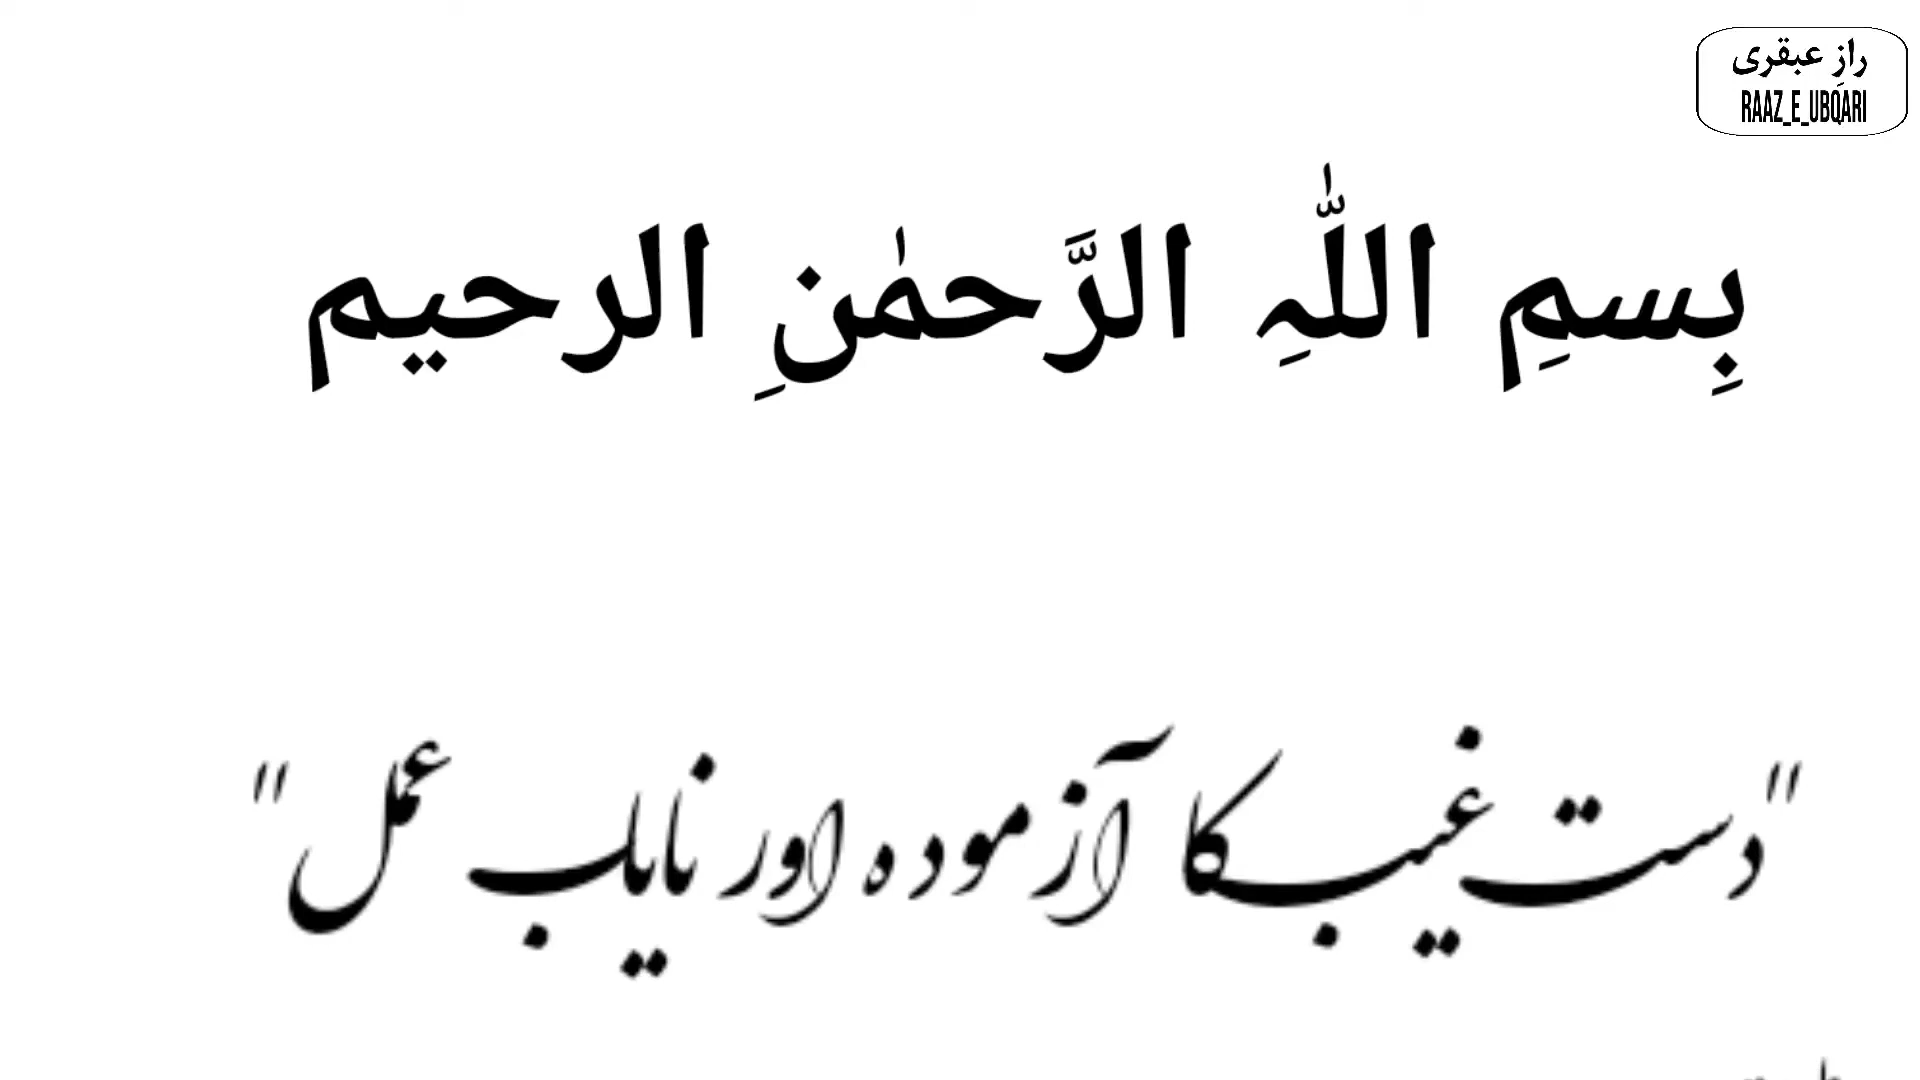 رازِ عبقری
RAAZ_E_UBQARI
بِسمِ اللّٰہِ الرَّحمٰنِ الرحیم
"دست غیب کا آزمودہ اور نایاب عمل"